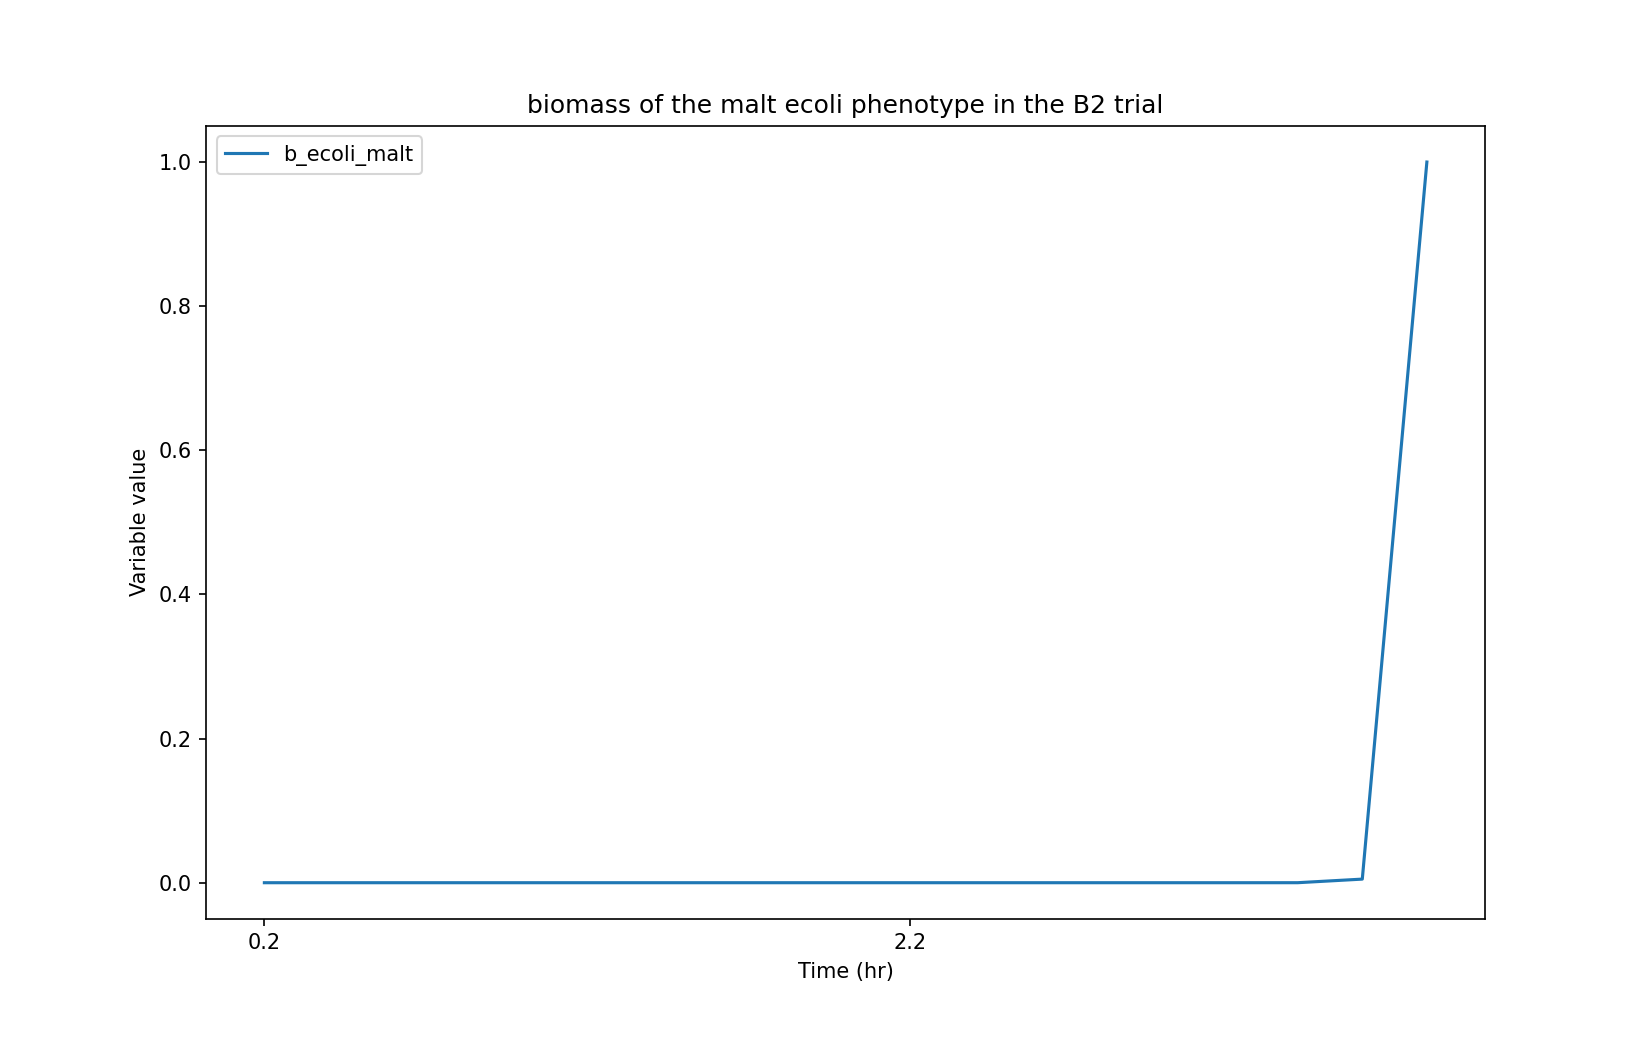 biomass of the malt ecoli phenotype in the B2 trial
b_ecoli_malt
1.0
0.8
0.6
0.4
0.2
0.0
Variable value
0.2 2.2
Time (hr)